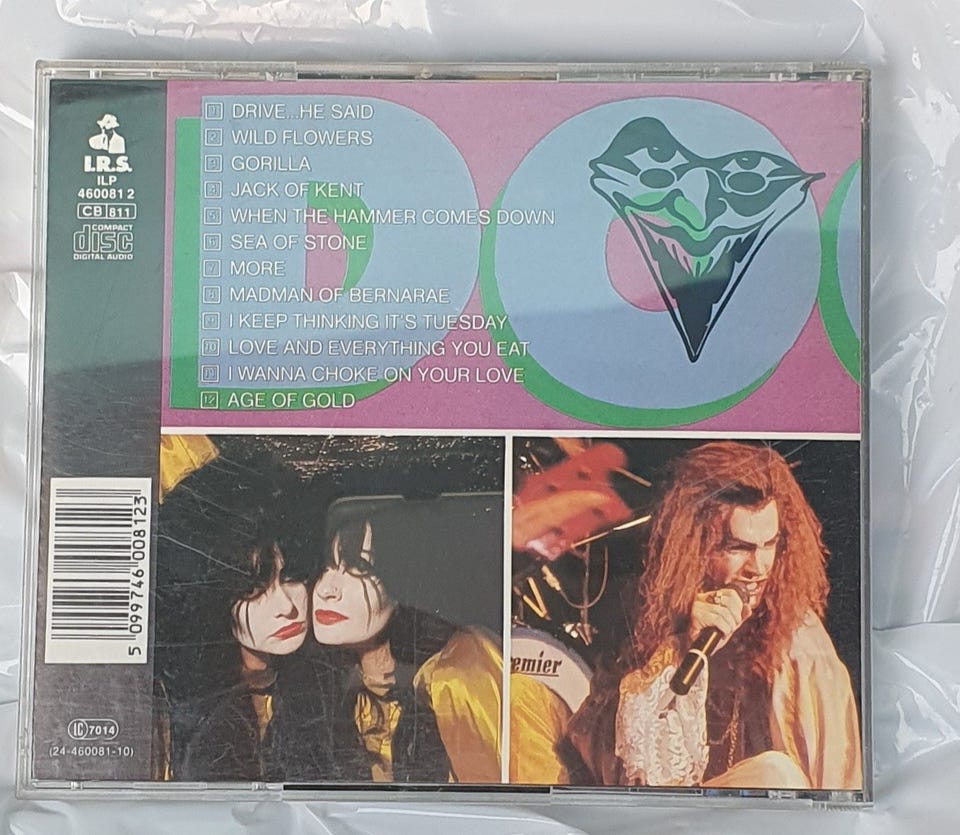 I.R.S.
ILP
460081 2
CB 811
COMPACT
disc
DIGITAL AUDIO
1 DRIVE...HE SAID
2 WILD FLOWERS
3 GORILLA
4 JACK OF KENT
5 WHEN THE HAMMER COMES DOWN
6 SEA OF STONE
7 MORE
8 MADMAN OF BERNARAE
9 I KEEP THINKING IT'S TUESDAY
10 LOVE AND EVERYTHING YOU EAT
11 I WANNA CHOKE ON YOUR LOVE
12 AGE OF GOLD
DO
5 099746 008123
emier
LC 7014
(24-460081-10)